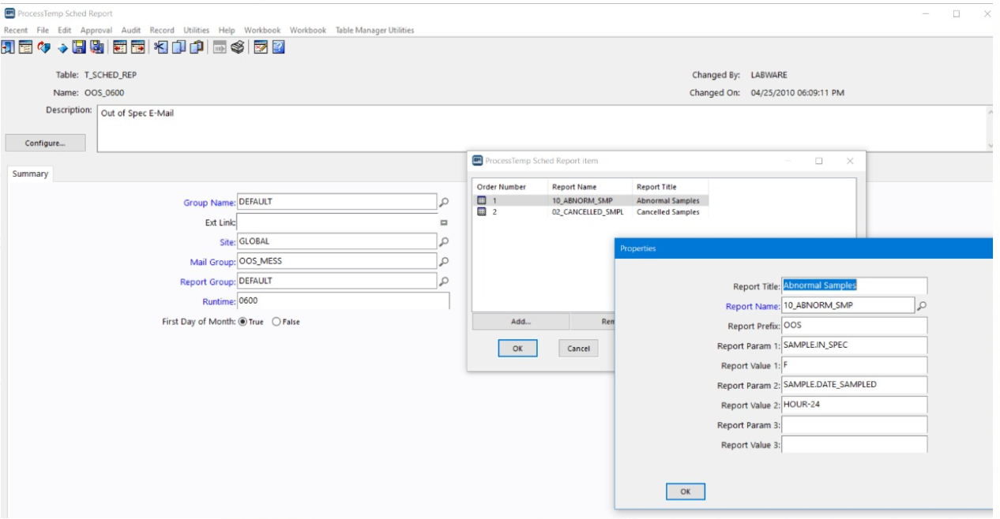 ProcessTemp Sched Report
Recent File Edit Approval Audit Record Utilities Help Workbook Workbook Table Manager Utilities
Table: T_SCHED_REP
Changed By: LABWARE
Name: OOS_0600
Changed On: 04/25/2010 06:09:11 PM
Description: Out of Spec E-Mail
Configure...
Summary
Group Name: DEFAULT
Ext Link:
Site: GLOBAL
Mail Group: OOS_MESS
Report Group: DEFAULT
Runtime: 0600
First Day of Month: True False
ProcessTemp Sched Report item
Order Number Report Name Report Title
1 10_ABNORM_SMP Abnormal Samples
2 02_CANCELLED_SMPL Cancelled Samples
Add... Rem
OK Cancel
Properties
Report Title: Abnormal Samples
Report Name: 10_ABNORM_SMP
Report Prefix: OOS
Report Param 1: SAMPLE.IN_SPEC
Report Value 1: F
Report Param 2: SAMPLE.DATE_SAMPLED
Report Value 2: HOUR-24
Report Param 3:
Report Value 3:
OK